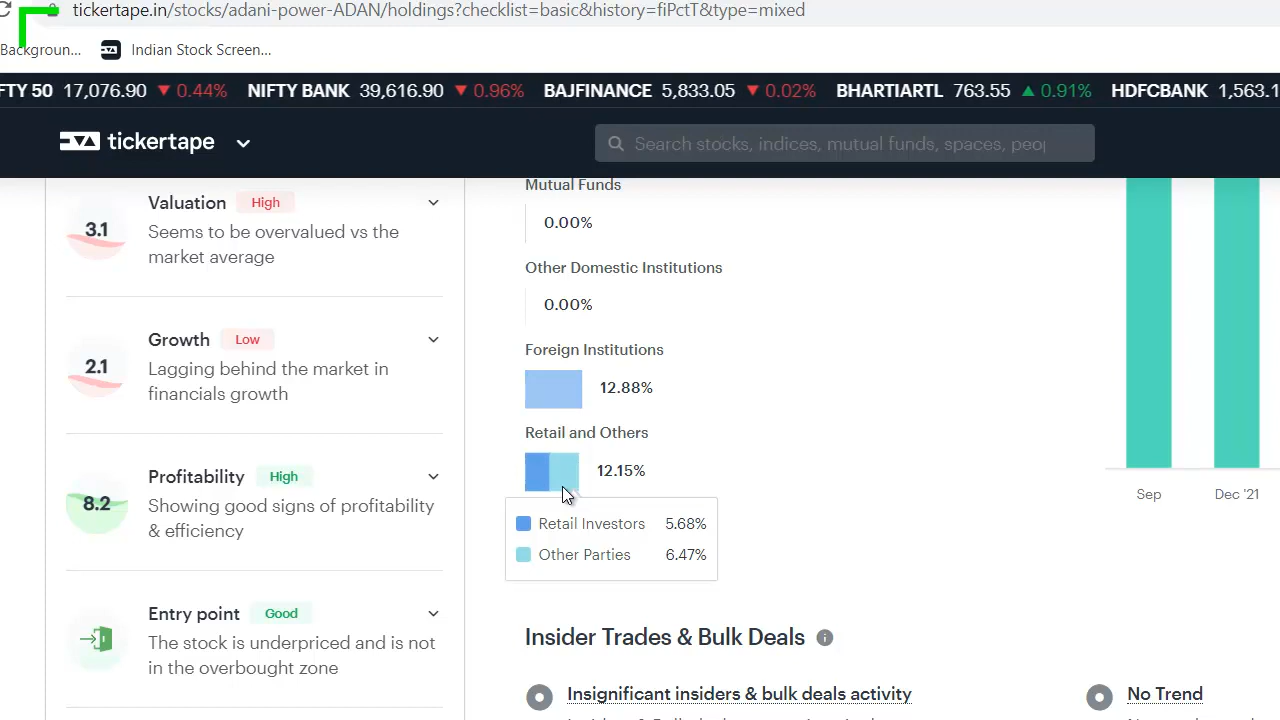 tickertape.in/stocks/adani-power-ADAN/holdings?checklist=basic&history=fiPctT&type=mixed
Backgroun... Indian Stock Screen...
FTY 50 17,076.90 ▼ 0.44% NIFTY BANK 39,616.90 ▼ 0.96% BAJFINANCE 5,833.05 ▼ 0.02% BHARTIARTL 763.55 ▲ 0.91% HDFCBANK 1,563.1
tickertape
Search stocks, indices, mutual funds, spaces, peop
3.1
Valuation High
Seems to be overvalued vs the
market average
2.1
Growth Low
Lagging behind the market in
financials growth
8.2
Profitability High
Showing good signs of profitability
& efficiency
Entry point Good
The stock is underpriced and is not
in the overbought zone
Mutual Funds
0.00%
Other Domestic Institutions
0.00%
Foreign Institutions
12.88%
Retail and Others
12.15%
Retail Investors 5.68%
Other Parties 6.47%
Sep Dec '21
Insider Trades & Bulk Deals
Insignificant insiders & bulk deals activity
No Trend